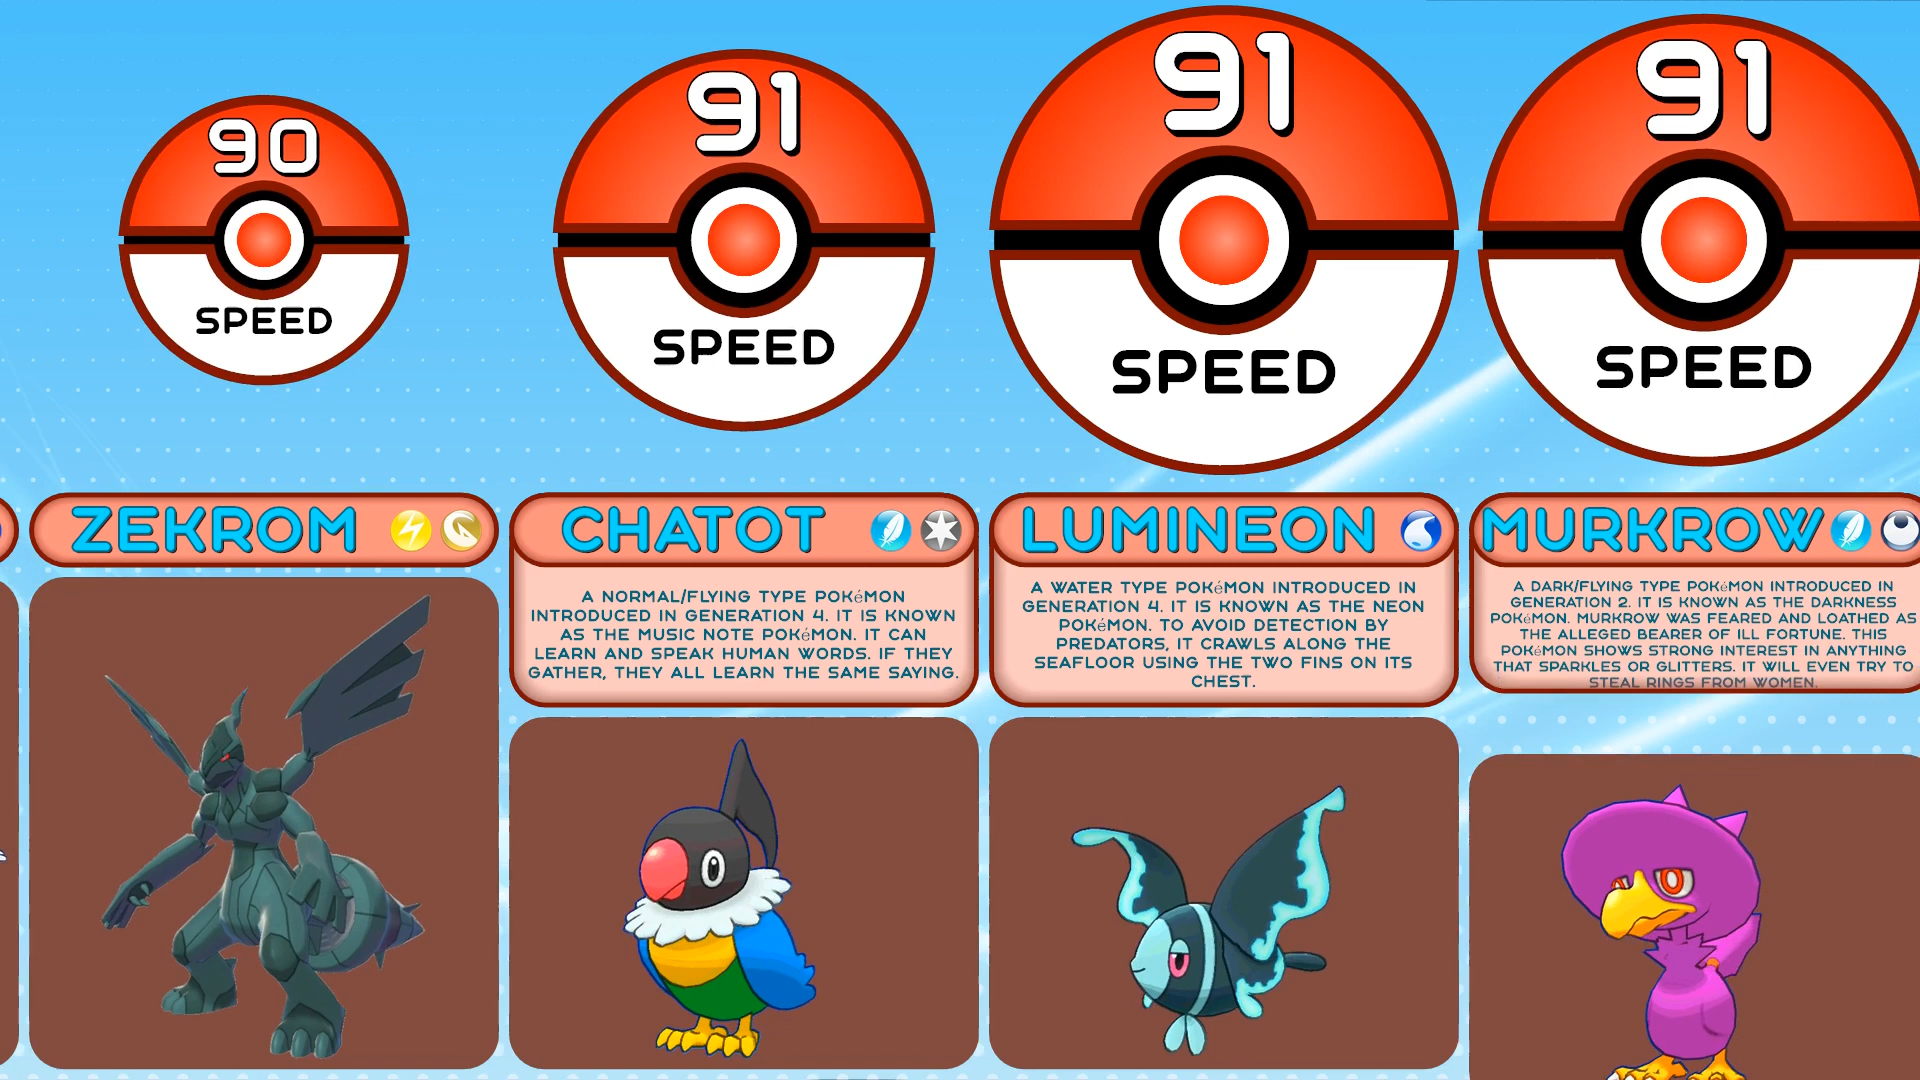 90
SPEED
91
SPEED
91
SPEED
91
SPEED
ZEKROM
CHATOT
A NORMAL/FLYING TYPE POKéMON
INTRODUCED IN GENERATION 4. IT IS KNOWN
AS THE MUSIC NOTE POKéMON. IT CAN
LEARN AND SPEAK HUMAN WORDS. IF THEY
GATHER, THEY ALL LEARN THE SAME SAYING.
LUMINEON
A WATER TYPE POKéMON INTRODUCED IN
GENERATION 4. IT IS KNOWN AS THE NEON
POKéMON. TO AVOID DETECTION BY
PREDATORS, IT CRAWLS ALONG THE
SEAFLOOR USING THE TWO FINS ON ITS
CHEST.
MURKROW
A DARK/FLYING TYPE POKéMON INTRODUCED IN
GENERATION 2. IT IS KNOWN AS THE DARKNESS
POKéMON. MURKROW WAS FEARED AND LOATHED AS
THE ALLEGED BEARER OF ILL FORTUNE. THIS
POKéMON SHOWS STRONG INTEREST IN ANYTHING
THAT SPARKLES OR GLITTERS. IT WILL EVEN TRY TO
STEAL RINGS FROM WOMEN.